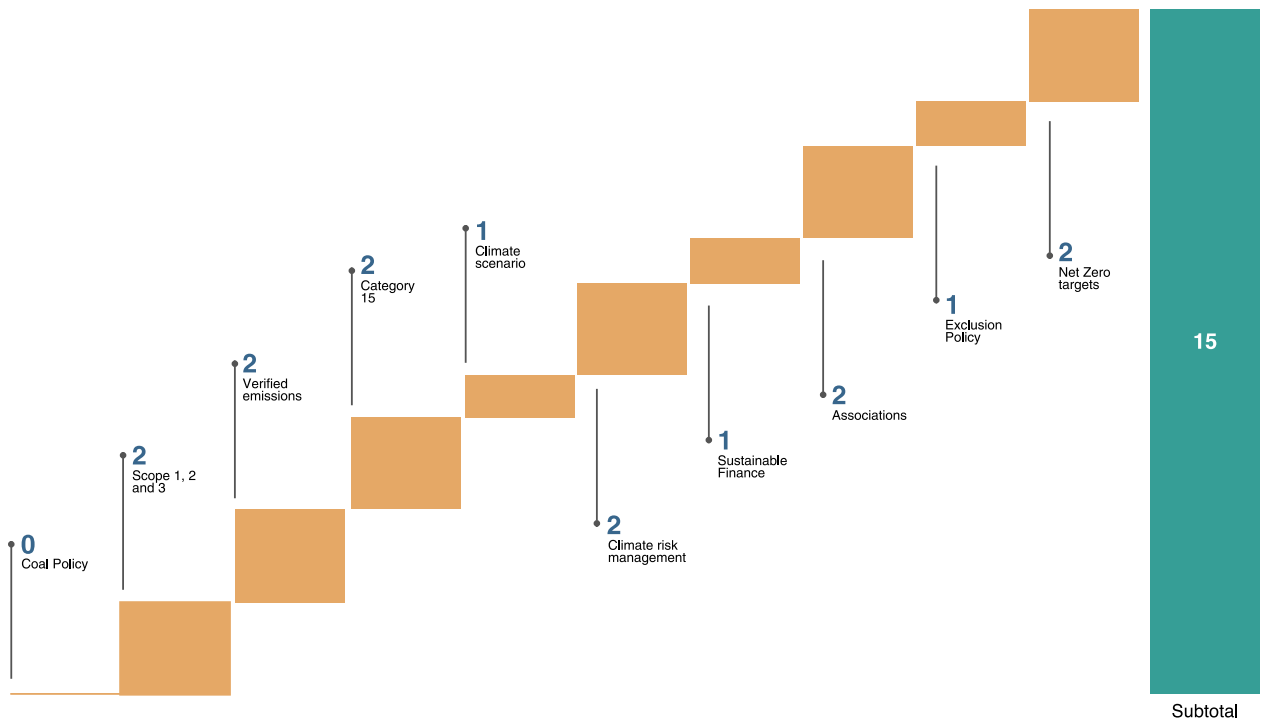 0
Coal Policy
2
Scope 1, 2
and 3
2
Verified
emissions
2
Category
15
1
Climate
scenario
2
Climate risk
management
1
Sustainable
Finance
2
Associations
1
Exclusion
Policy
2
Net Zero
targets
15
Subtotal